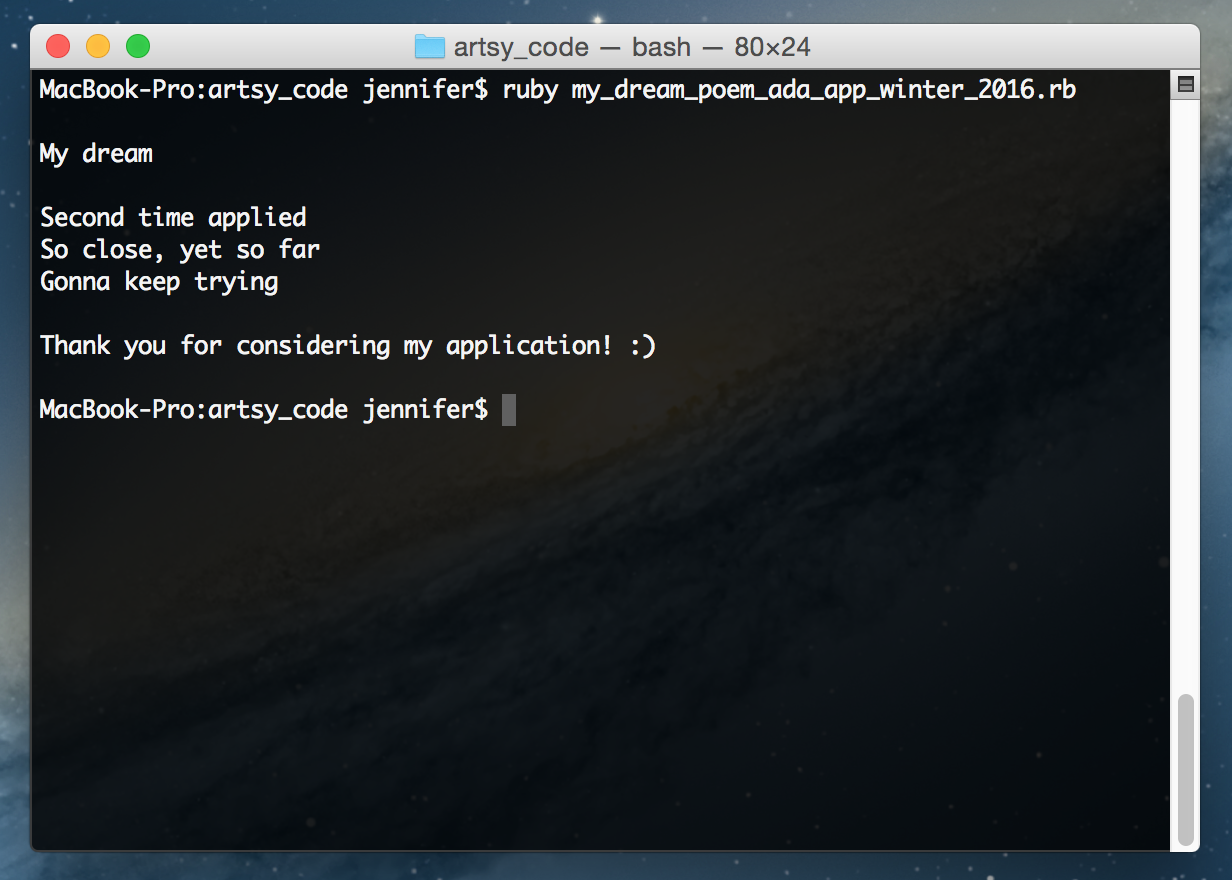 artsy_code — bash — 80×24
MacBook-Pro:artsy_code jennifer$ ruby my_dream_poem_ada_app_winter_2016.rb
My dream
Second time applied
So close, yet so far
Gonna keep trying
Thank you for considering my application! :)
MacBook-Pro:artsy_code jennifer$